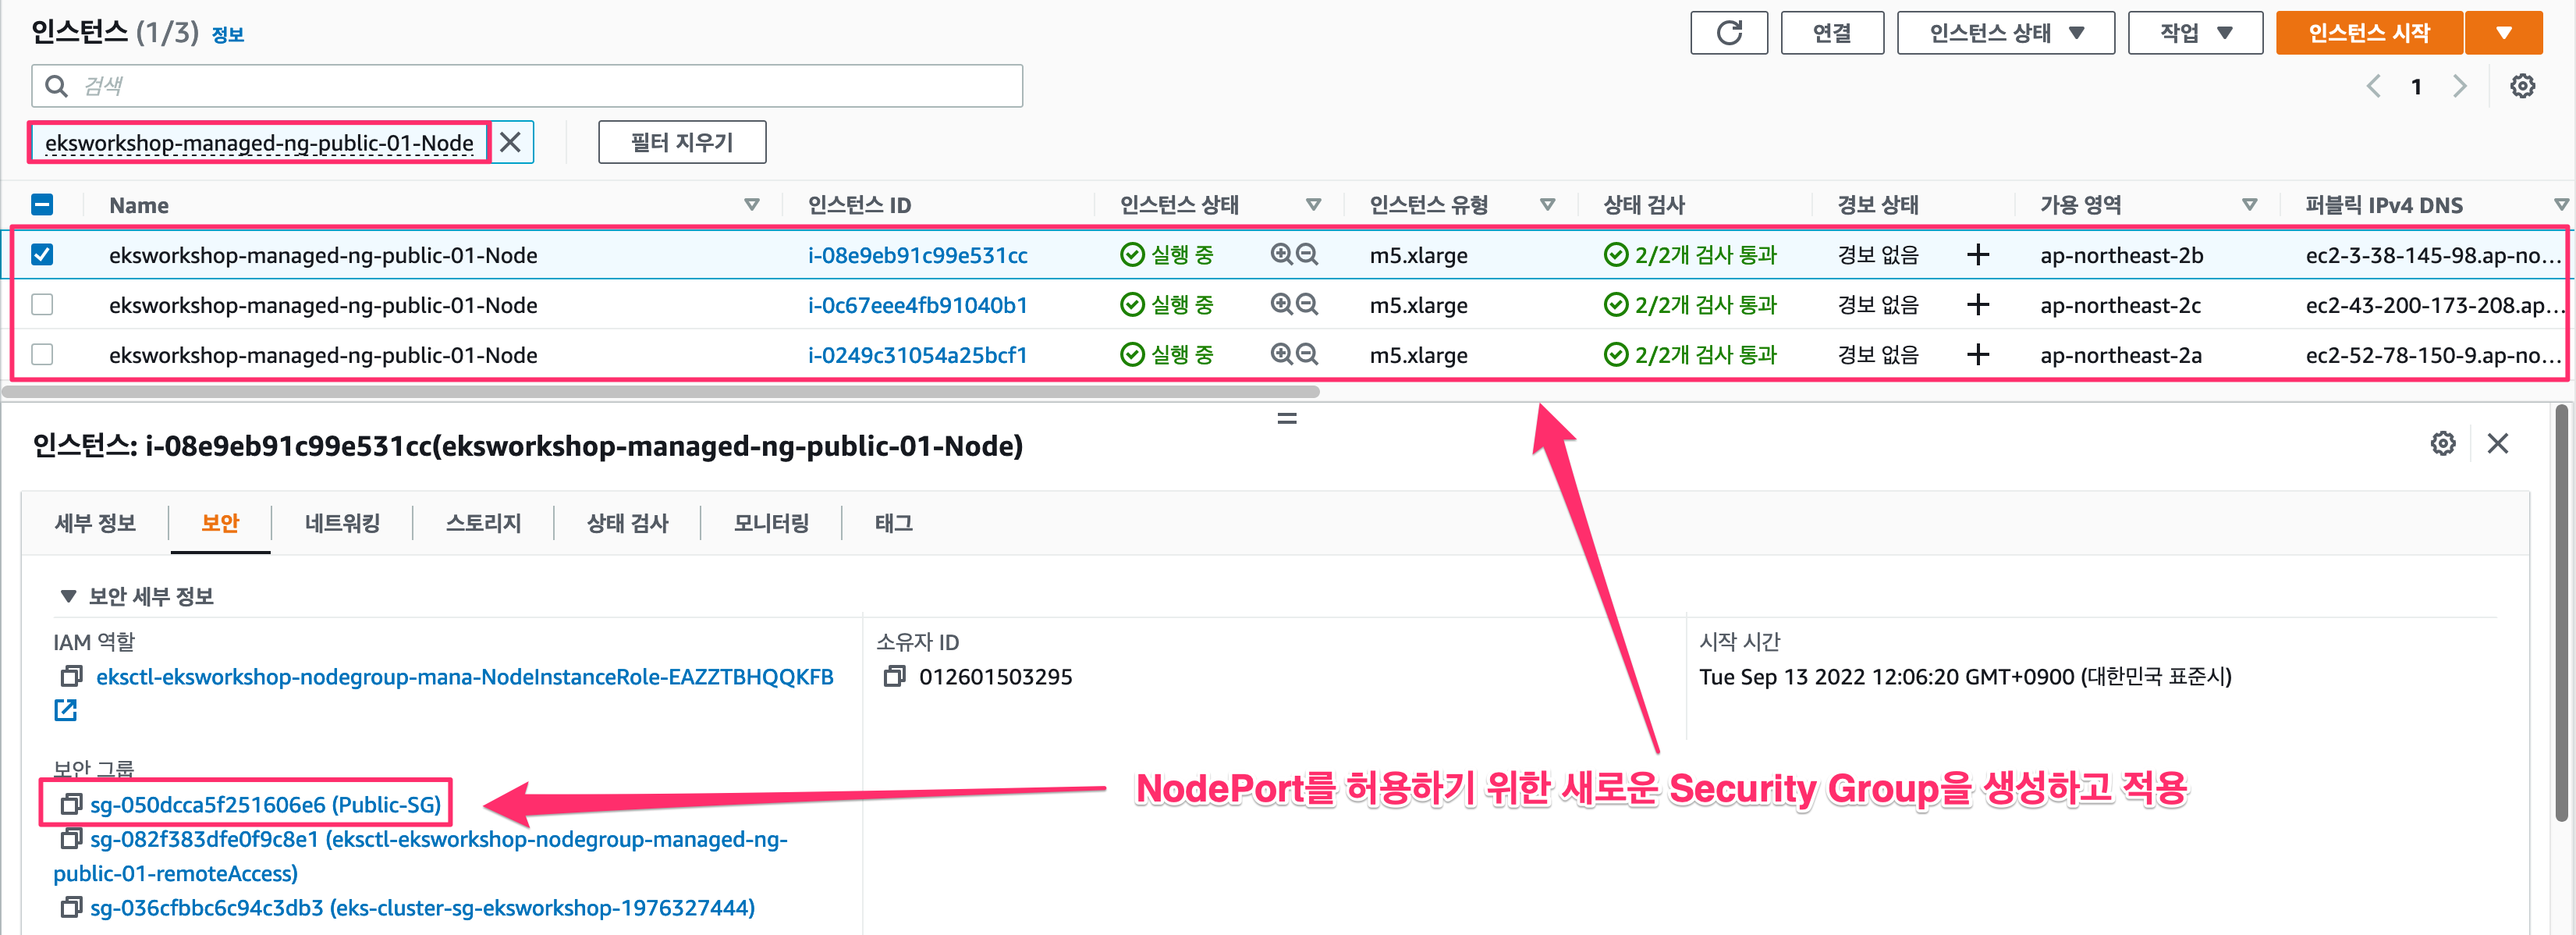 인스턴스 (1/3) 정보
연결 인스턴스 상태 작업 인스턴스 시작
검색
1
eksworkshop-managed-ng-public-01-Node 필터 지우기
Name 인스턴스 ID 인스턴스 상태 인스턴스 유형 상태 검사 경보 상태 가용 영역 퍼블릭 IPv4 DNS
eksworkshop-managed-ng-public-01-Node i-08e9eb91c99e531cc 실행 중 m5.xlarge 2/2개 검사 통과 경보 없음 ap-northeast-2b ec2-3-38-145-98.ap-no...
eksworkshop-managed-ng-public-01-Node i-0c67eee4fb91040b1 실행 중 m5.xlarge 2/2개 검사 통과 경보 없음 ap-northeast-2c ec2-43-200-173-208.ap...
eksworkshop-managed-ng-public-01-Node i-0249c31054a25bcf1 실행 중 m5.xlarge 2/2개 검사 통과 경보 없음 ap-northeast-2a ec2-52-78-150-9.ap-no...
인스턴스: i-08e9eb91c99e531cc(eksworkshop-managed-ng-public-01-Node)
세부 정보 보안 네트워킹 스토리지 상태 검사 모니터링 태그
보안 세부 정보
IAM 역할 소유자 ID 시작 시간
eksctl-eksworkshop-nodegroup-mana-NodeInstanceRole-EAZZTBHQQKFB 012601503295 Tue Sep 13 2022 12:06:20 GMT+0900 (대한민국 표준시)
보안 그룹
NodePort를 허용하기 위한 새로운 Security Group을 생성하고 적용
sg-050dcca5f251606e6 (Public-SG)
sg-082f383dfe0f9c8e1 (eksctl-eksworkshop-nodegroup-managed-ng-
public-01-remoteAccess)
sg-036cfbbc6c94c3db3 (eks-cluster-sg-eksworkshop-1976327444)